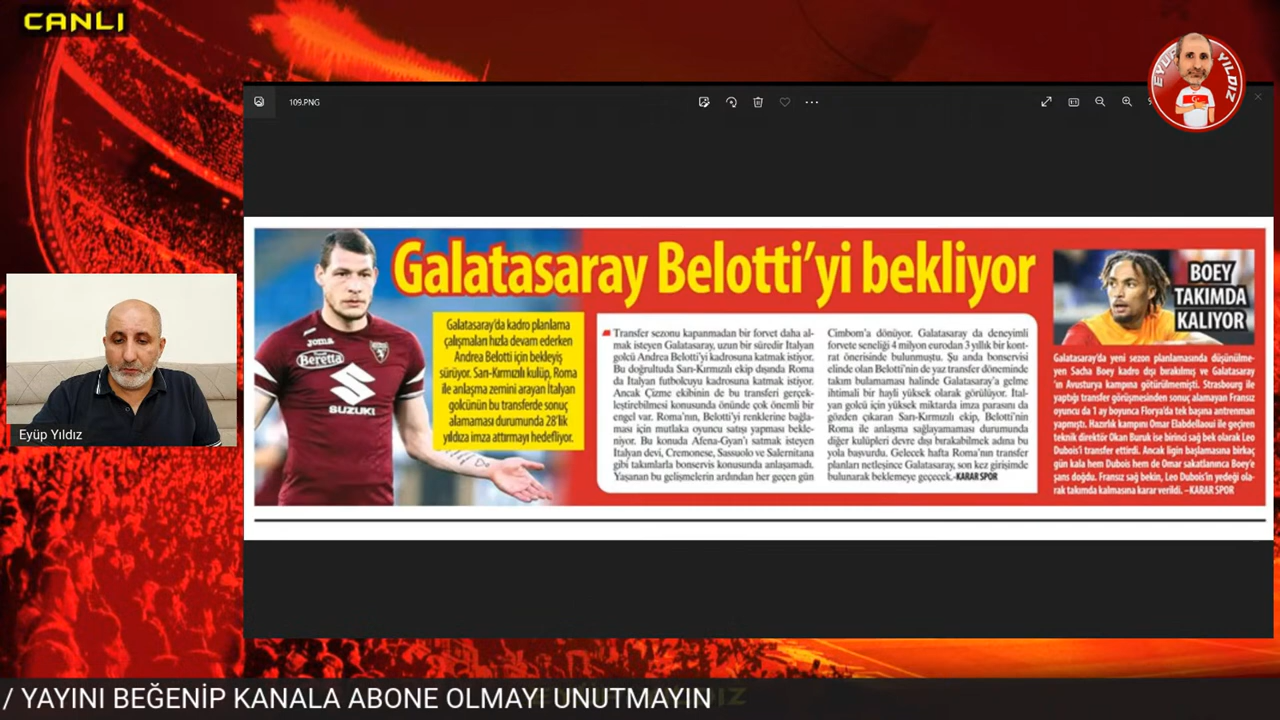 CANLI
109.PNG
EYÜP YILDIZ
Galatasaray Belotti'yi bekliyor
Galatasaray'da kadro planlama
çalışmaları hızla devam ederken
Andrea Belotti için bekleyiş
sürüyor. Sarı-Kırmızılı kulüp, Roma
ile anlaşma zemini arayan İtalyan
golcünün bu transferde sonuç
alamaması durumunda 28'lik
yıldıza imza attırmayı hedefliyor.
Transfer sezonu kapanmadan bir forvet daha al-
mak isteyen Galatasaray, uzun bir süredir İtalyan
golcü Andrea Belotti'yi kadrosuna katmak istiyor.
Bu doğrultuda Sarı-Kırmızılı ekip dışında Roma
da İtalyan futbolcuyu kadrosuna katmak istiyor.
Ancak Çizme ekibinin de bu transferi gerçek-
leştirebilmesi konusunda önünde çok önemli bir
engel var. Roma'nın, Belotti'yi renklerine bağla-
ması için mutlaka oyuncu satışı yapması bekle-
niyor. Bu konuda Afena-Gyan'ı satmak isteyen
İtalyan devi, Cremonese, Sassuolo ve Salernitana
gibi takımlarla bonservis konusunda anlaşamadı.
Yaşanan bu gelişmelerin ardından her geçen gün
Cimbom'a dönüyor. Galatasaray da deneyimli
forvete seneliği 4 milyon eurodan 3 yıllık bir kont-
rat önerisinde bulunmuştu. Şu anda bonservisi
elinde olan Belotti'nin de yaz transfer döneminde
takım bulamaması halinde Galatasaray'a gelme
ihtimali bir hayli yüksek olarak görülüyor. İtal-
yan golcü için yüksek miktarda imza parasını da
gözden çıkaran Sarı-Kırmızılı ekip, Belotti'nin
Roma ile anlaşma sağlayamaması durumunda
diğer kulüpleri devre dışı bırakabilmek adına bu
yola başvurdu. Gelecek hafta Roma'nın transfer
planları netleşince Galatasaray, son kez girişimde
bulunarak beklemeye geçecek.-KARAR SPOR
BOEY
TAKIMDA
KALIYOR
Galatasaray'da yeni sezon planlamasında düşünülme-
yen Sacha Boey kadro dışı bırakılmış ve Galatasaray
'ın Avusturya kampına götürülmemişti. Strasbourg ile
yaptığı transfer görüşmesinden sonuç alamayan Fransız
oyuncu da 1 ay boyunca Florya'da tek başına antrenman
yapmıştı. Hazırlık kampını Omar Elabdellaoui ile geçiren
teknik direktör Okan Buruk ise birinci sağ bek olarak Leo
Dubois'i transfer ettirdi. Ancak ligin başlamasına birkaç
gün kala hem Dubois hem de Omar sakatlanınca Boey'e
şans doğdu. Fransız sağ bekin, Leo Dubois'in yedeği ola-
rak takımda kalmasına karar verildi. –KARAR SPOR
JOMA
Beretta
SUZUKI
Eyüp Yıldız
/ YAYINI BEĞENİP KANALA ABONE OLMAYI UNUTMAYIN